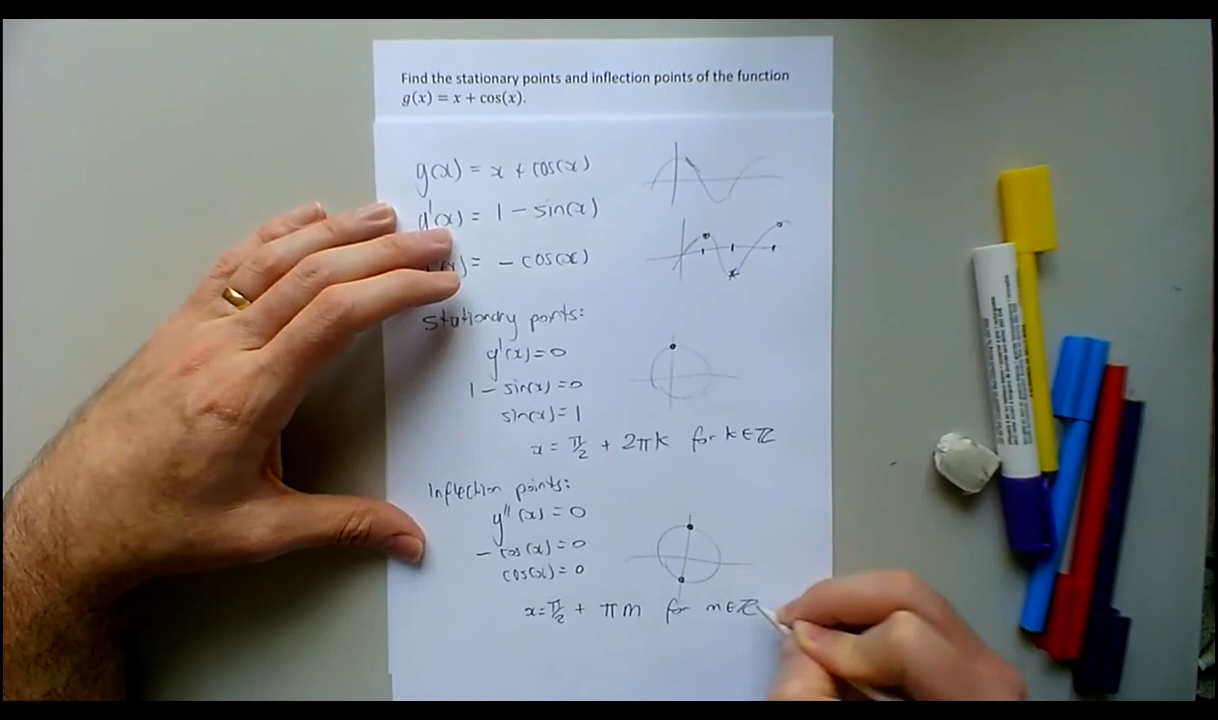 Find the stationary points and inflection points of the function
g(x) = x + cos(x).
g(x) = x + cos(x)
g'(x) = 1 − sin(x)
= − cos(x)
Stationary points:
g'(x) = 0
1 − sin(x) = 0
sin(x) = 1
x = π/2 + 2πk for k ∈ ℤ
Inflection points:
g''(x) = 0
− cos(x) = 0
cos(x) = 0
x = π/2 + πm for m ∈ ℤ